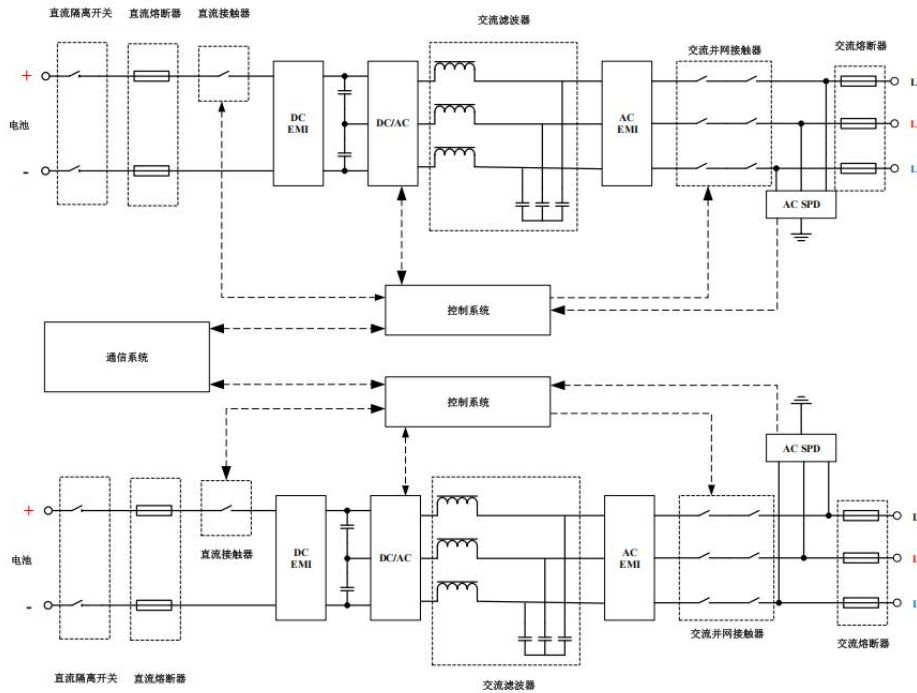 直流隔离开关 直流熔断器 直流接触器 交流滤波器 交流并网接触器 交流熔断器
+ L
电池 DC EMI DC/AC AC EMI L
- L
AC SPD
控制系统
通信系统
控制系统
AC SPD
+ L
直流接触器
电池 DC EMI DC/AC AC EMI L
- L
交流并网接触器 交流熔断器
直流隔离开关 直流熔断器 交流滤波器